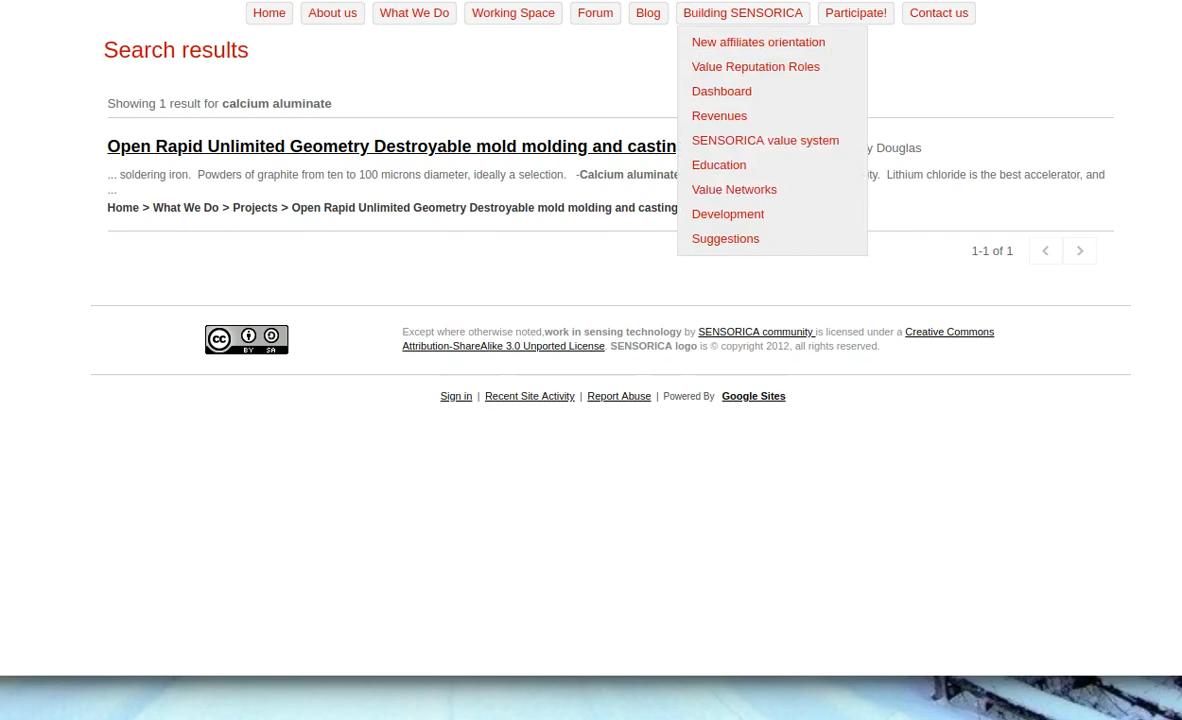 Home About us What We Do Working Space Forum Blog Building SENSORICA Participate! Contact us
New affiliates orientation
Value Reputation Roles
Dashboard
Revenues
SENSORICA value system
Education
Value Networks
Development
Suggestions
Search results
Showing 1 result for calcium aluminate
Open Rapid Unlimited Geometry Destroyable mold molding and castin Douglas
... soldering iron. Powders of graphite from ten to 100 microns diameter, ideally a selection. -Calcium aluminate Lithium chloride is the best accelerator, and
...
Home > What We Do > Projects > Open Rapid Unlimited Geometry Destroyable mold molding and casting
1-1 of 1
cc BY SA
Except where otherwise noted,work in sensing technology by SENSORICA community is licensed under a Creative Commons
Attribution-ShareAlike 3.0 Unported License. SENSORICA logo is © copyright 2012, all rights reserved.
Sign in | Recent Site Activity | Report Abuse | Powered By Google Sites